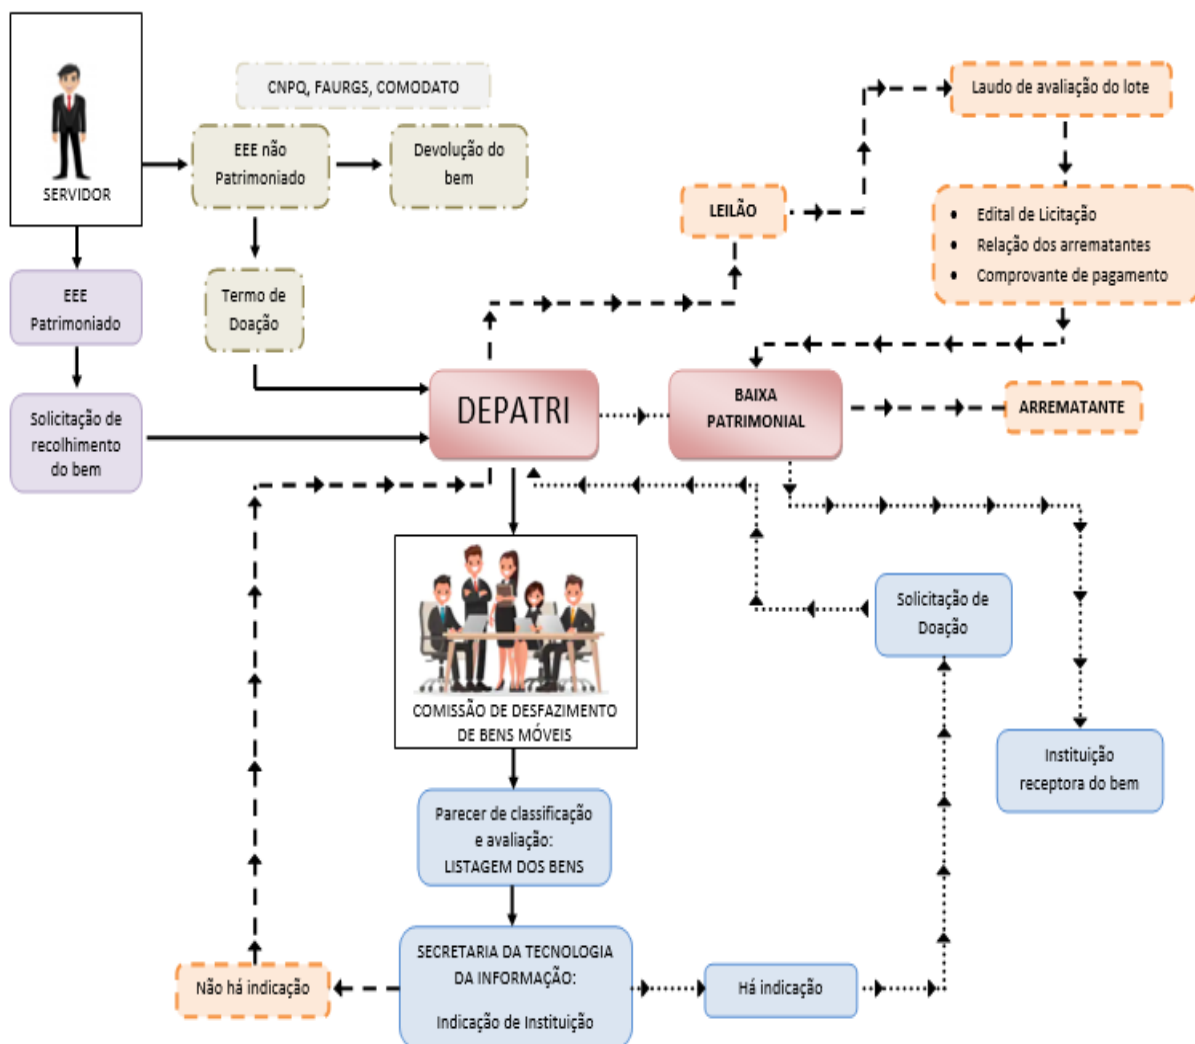 CNPQ, FAURGS, COMODATO
SERVIDOR
EEE não
Patrimoniado
Devolução do
bem
Laudo de avaliação do lote
LEILÃO
• Edital de Licitação
• Relação dos arrematantes
• Comprovante de pagamento
EEE
Patrimoniado
Termo de
Doação
Solicitação de
recolhimento
do bem
DEPATRI
BAIXA
PATRIMONIAL
ARREMATANTE
COMISSÃO DE DESFAZIMENTO
DE BENS MÓVEIS
Solicitação de
Doação
Instituição
receptora do bem
Parecer de classificação
e avaliação:
LISTAGEM DOS BENS
SECRETARIA DA TECNOLOGIA
DA INFORMAÇÃO:
Indicação de Instituição
Não há indicação
Há indicação